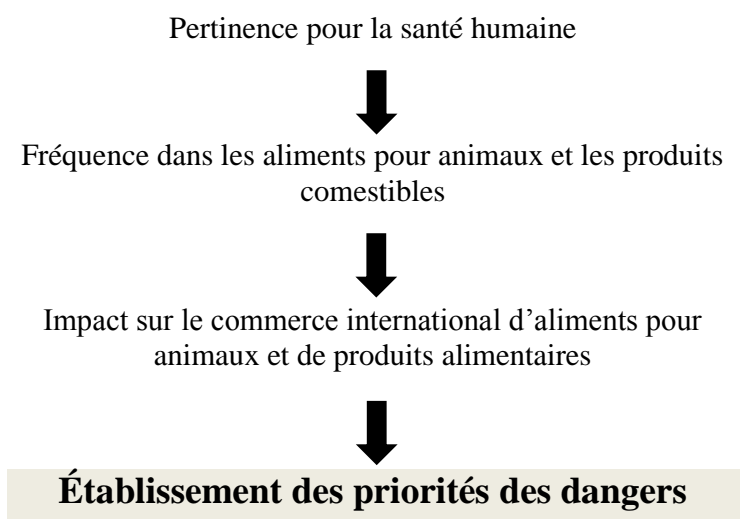 Pertinence pour la santé humaine
Fréquence dans les aliments pour animaux et les produits
comestibles
Impact sur le commerce international d’aliments pour
animaux et de produits alimentaires
Établissement des priorités des dangers